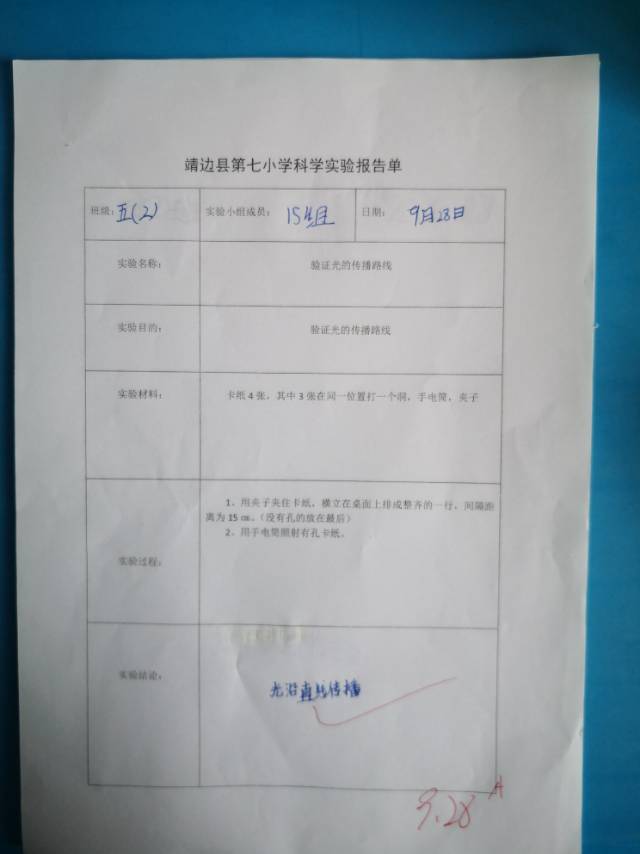 靖边县第七小学科学实验报告单
班级：五(2) 实验小组成员： 15组 日期： 9月28日
实验名称： 验证光的传播路线
实验目的： 验证光的传播路线
实验材料： 卡纸4张，其中3张在同一位置打一个洞，手电筒，夹子
1、用夹子夹住卡纸，横立在桌面上排成整齐的一行，间隔距
离为15㎝。（没有孔的放在最后）
2、用手电筒照射有孔卡纸。
实验过程：
实验结论： 光沿直线传播
9.28 A